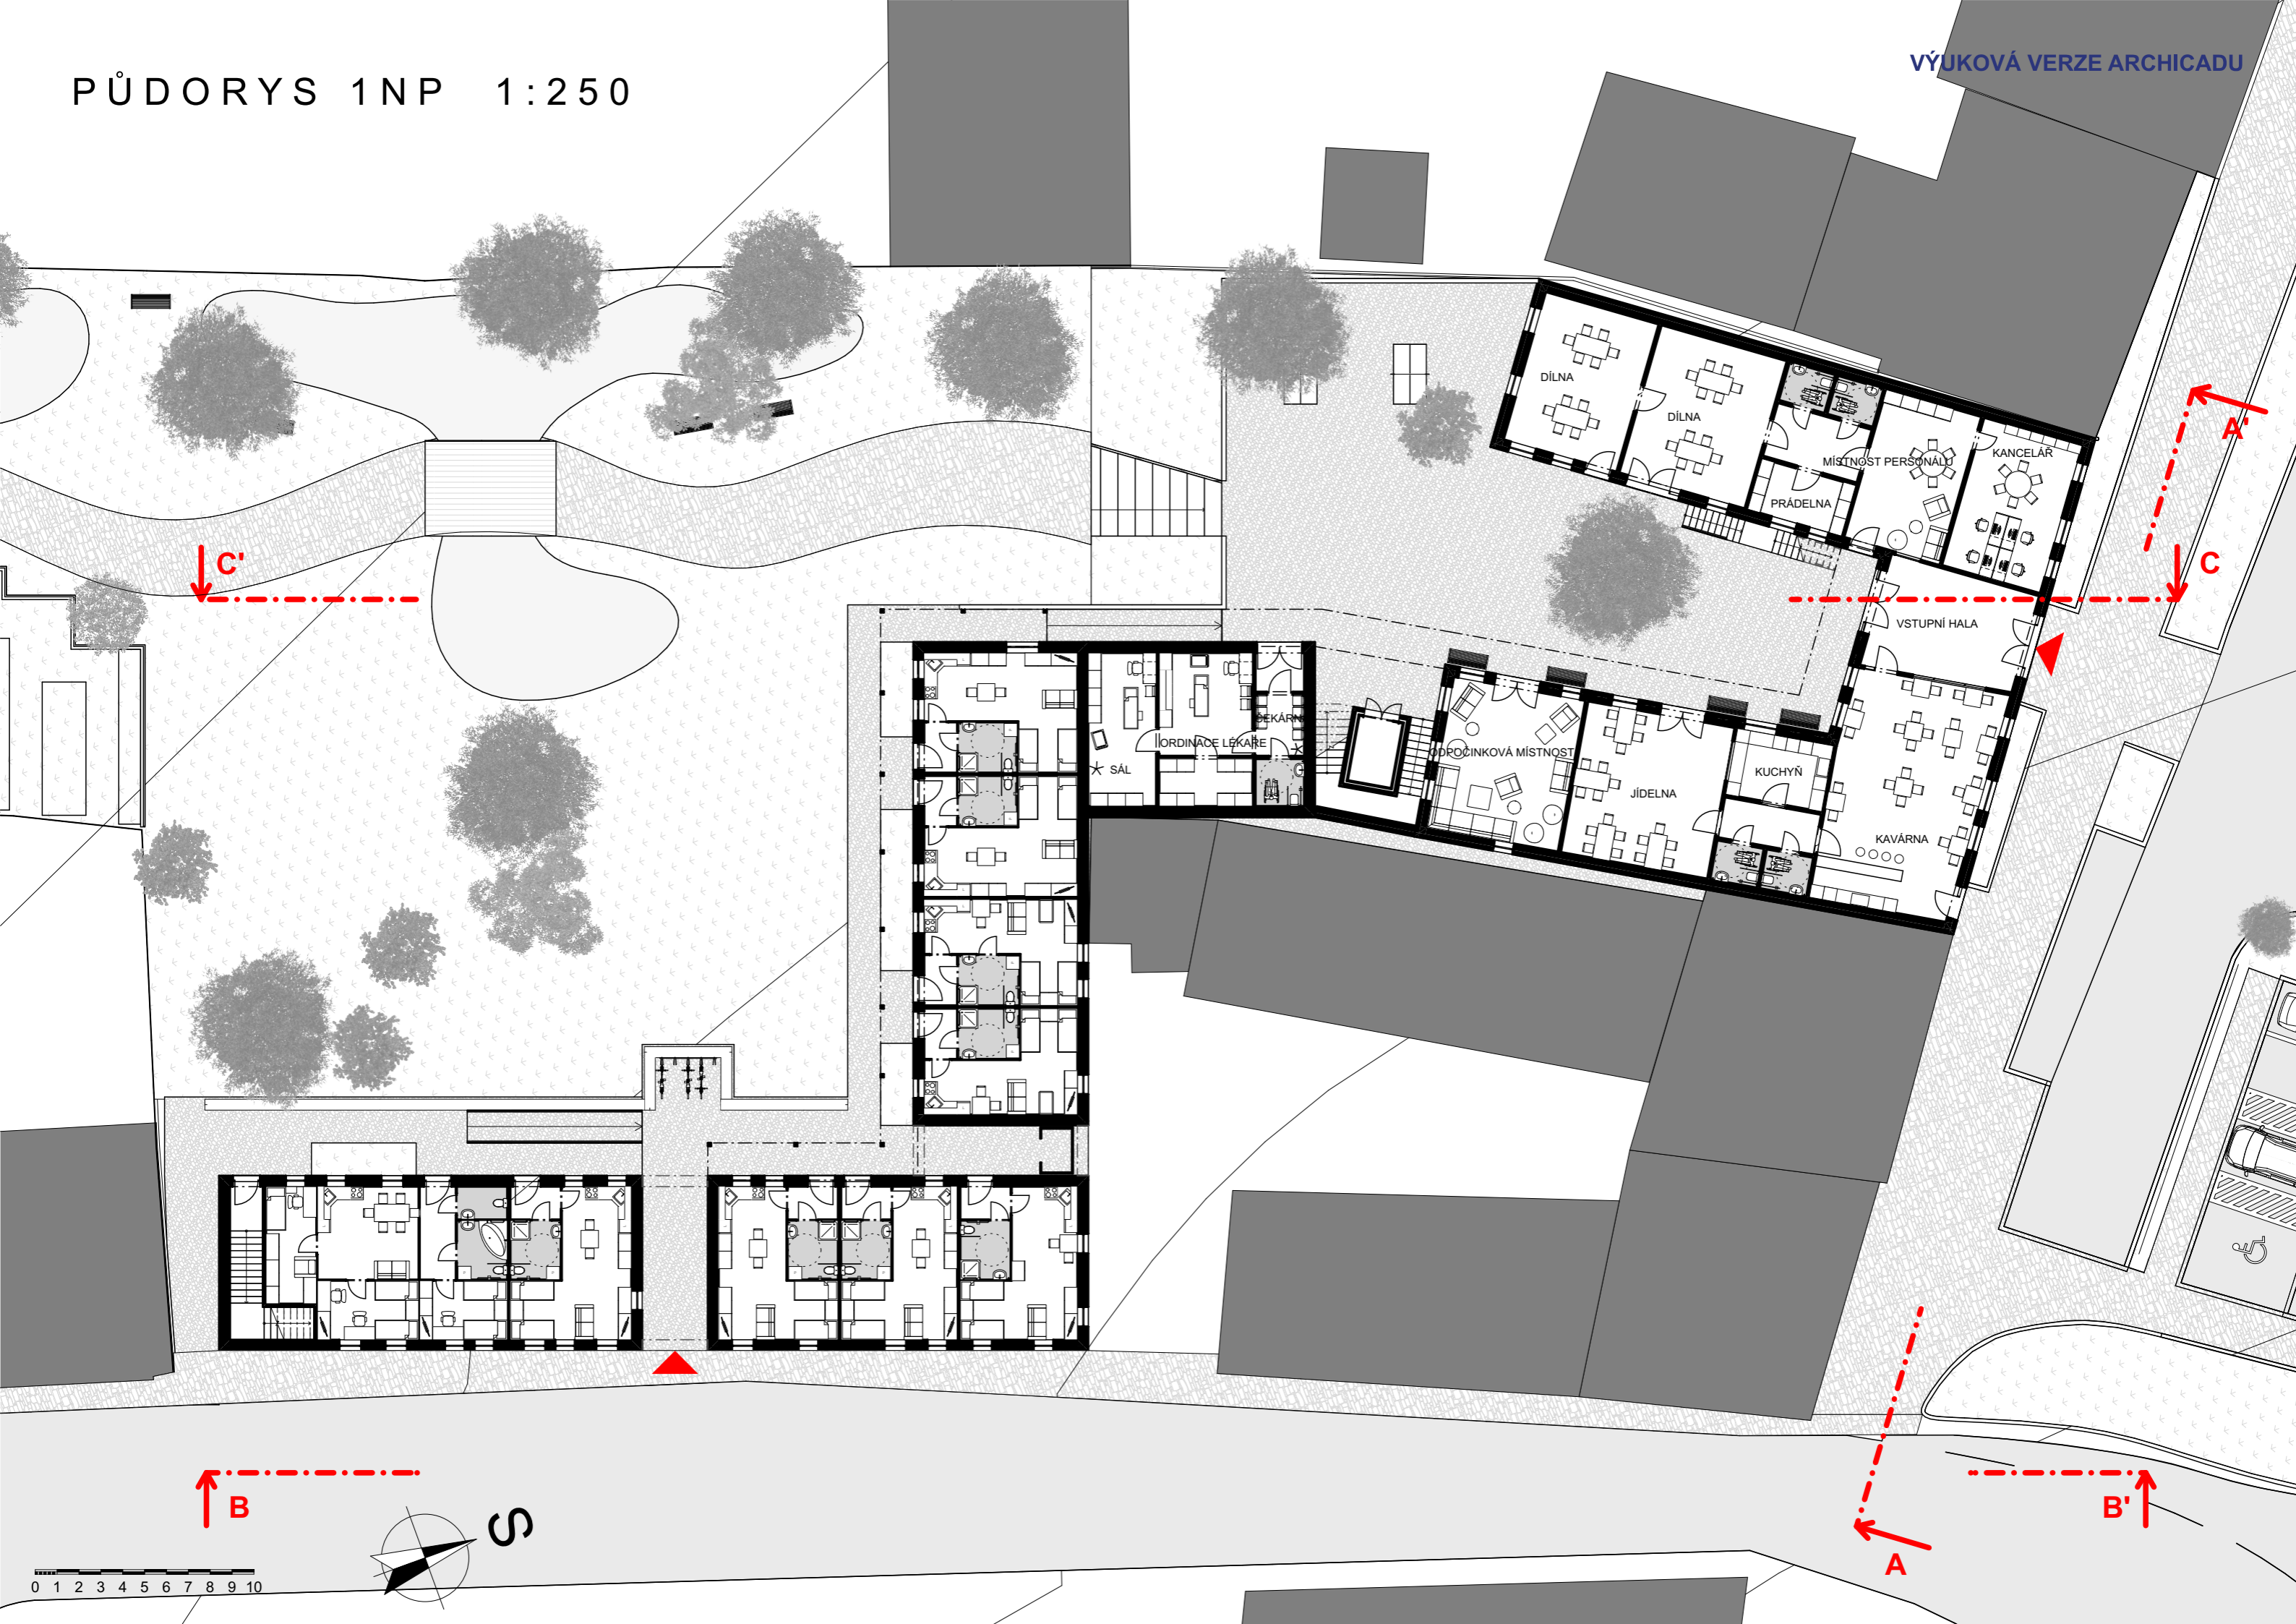 PŮDORYS 1NP 1:250
VÝUKOVÁ VERZE ARCHICADU
DÍLNA
DÍLNA
A'
KANCELÁŘ
MÍSTNOST PERSONÁLU
PRÁDELNA
C'
C
VSTUPNÍ HALA
ČEKÁRN
ORDINACE LÉKAŘE
SÁL
ODPOČINKOVÁ MÍSTNOST
KUCHYŇ
JÍDELNA
KAVÁRNA
B
S
B'
A
0 1 2 3 4 5 6 7 8 9 10